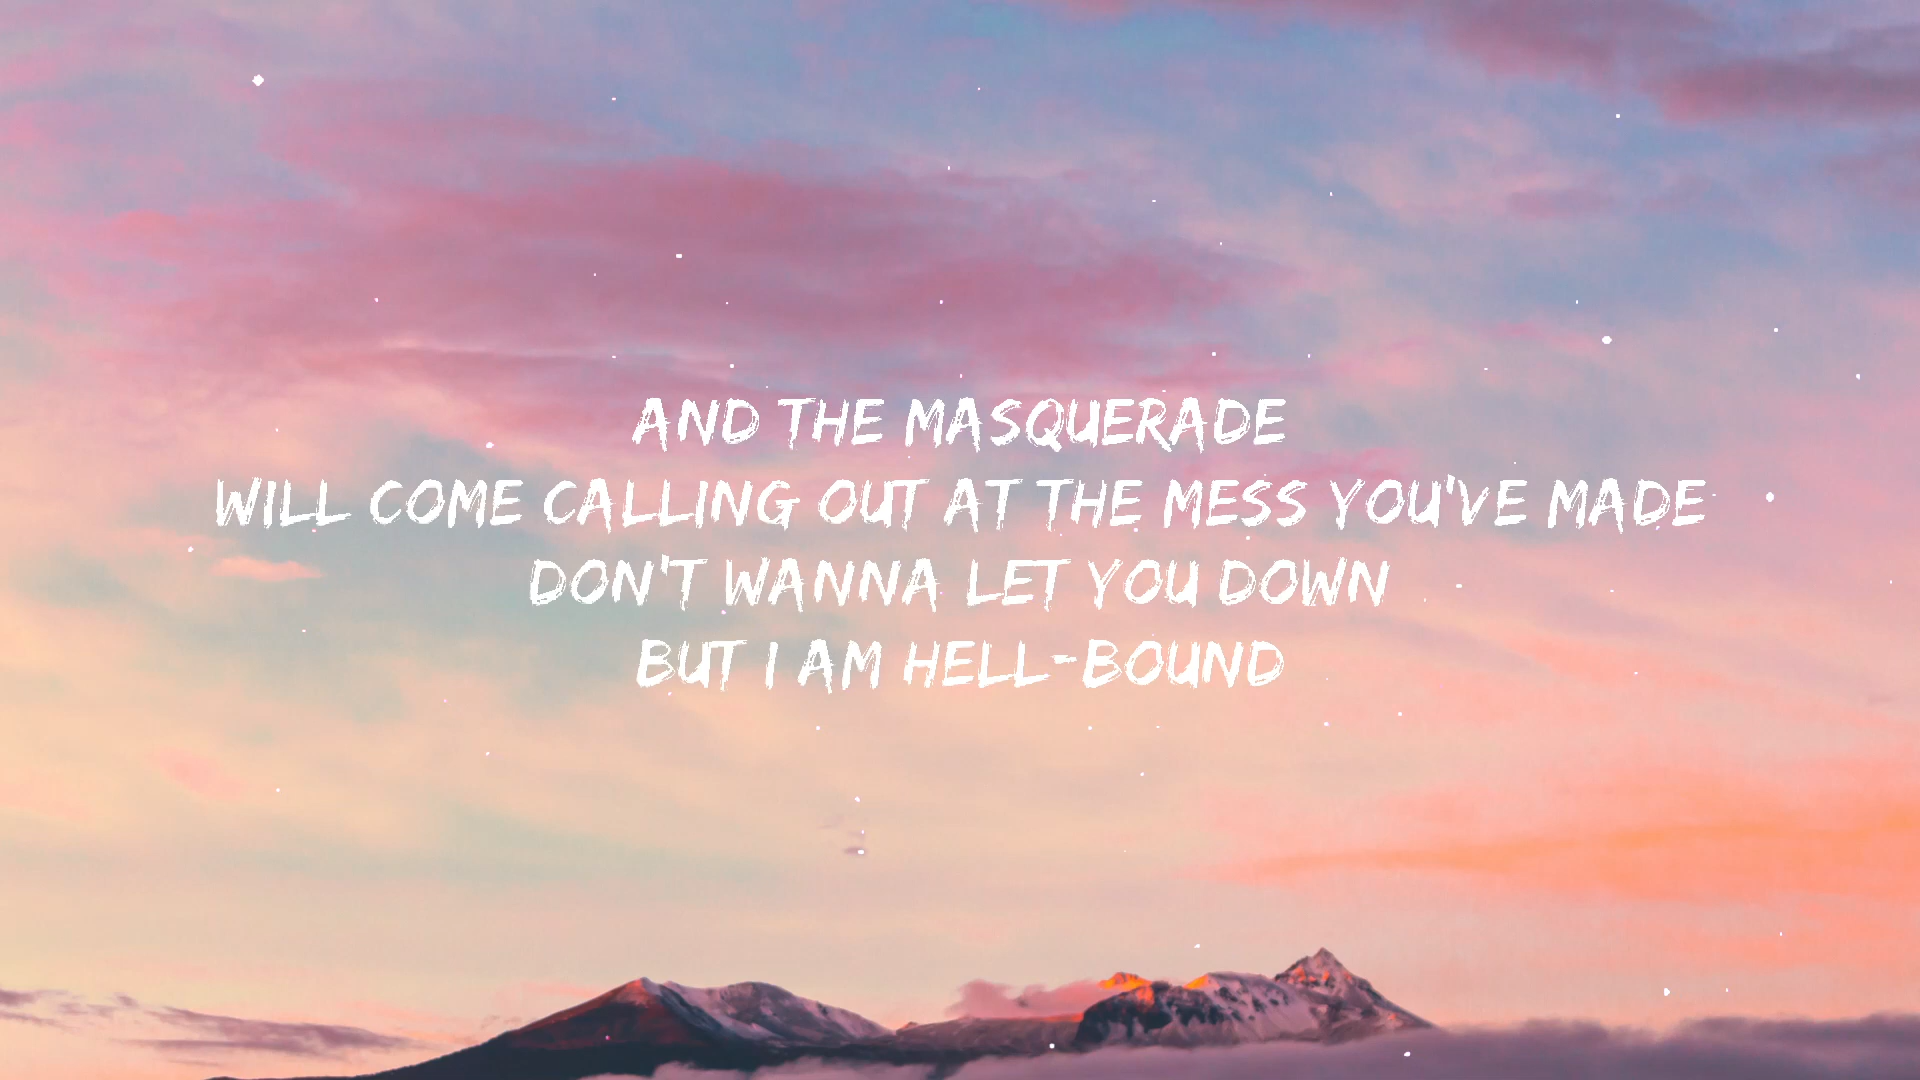 AND THE MASQUERADE
WILL COME CALLING OUT AT THE MESS YOU'VE MADE
DON'T WANNA LET YOU DOWN
BUT I AM HELL-BOUND